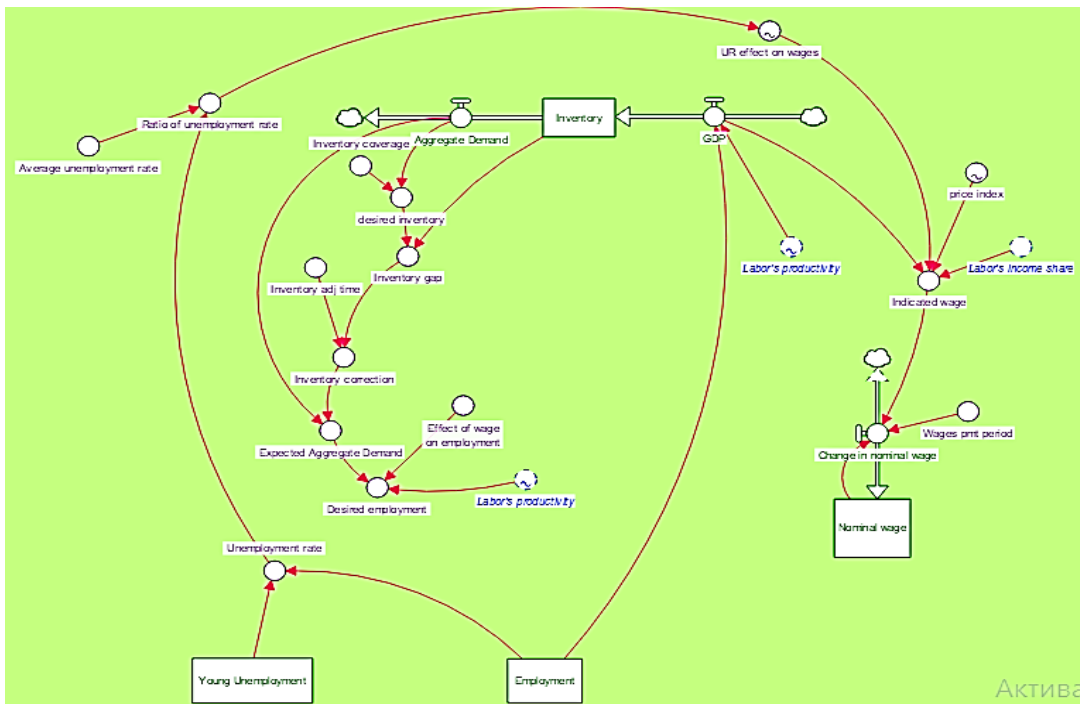 UR effect on wages
Ratio of unemployment rate
Average unemployment rate
Inventory coverage
Aggregate Demand
Inventory
GDP
price index
desired inventory
Labor's productivity
Labor's income share
Inventory gap
Inventory adj time
Indicated wage
Inventory correction
Effect of wage
on employment
Wages pmt period
Expected Aggregate Demand
Change in nominal wage
Labor's productivity
Desired employment
Nominal wage
Unemployment rate
Young Unemployment
Employment
Актива